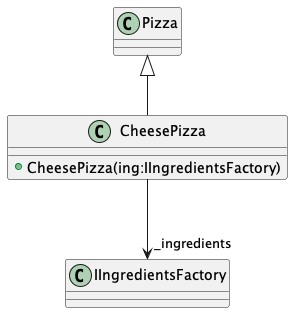 C Pizza
C CheesePizza
CheesePizza(ing:IIngredientsFactory)
_ingredients
C IIngredientsFactory